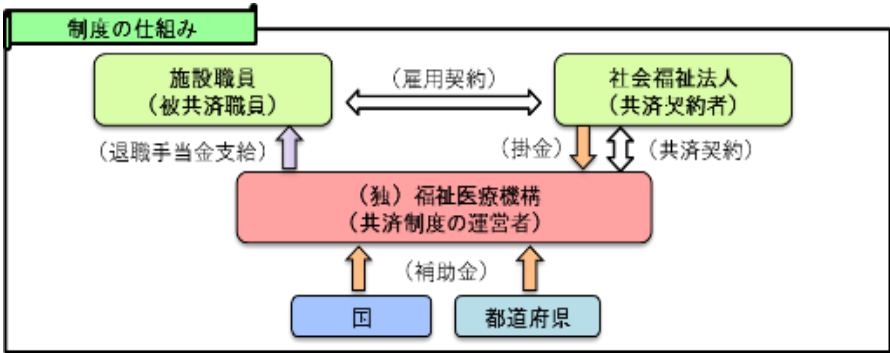 制度の仕組み
施設職員
（被共済職員）
（雇用契約）
社会福祉法人
（共済契約者）
（退職手当金支給）
（掛金）
（共済契約）
（独）福祉医療機構
（共済制度の運営者）
（補助金）
国
都道府県